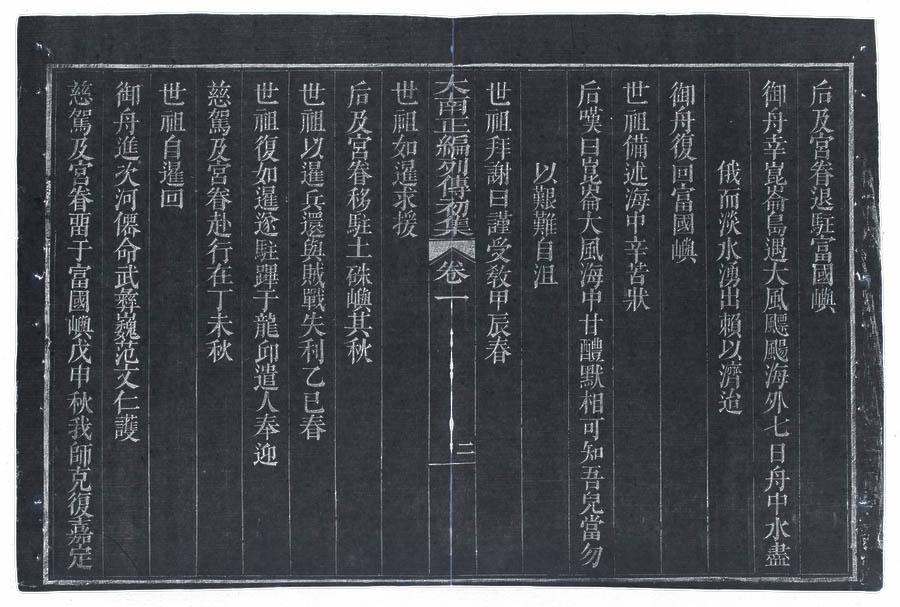 后及宮眷退駐富國嶼
御舟幸崑崙島遇大風飃颺海外七日舟中水盡
俄而淡水湧出賴以濟迨
御舟復回富國嶼
世祖備述海中辛苦狀
后嘆曰崑崙大風海中甘醴默相可知吾兒當勿
以艱難自沮
世祖拜謝曰謹受敎甲辰春
大南正編列傳初集
卷一
二
世祖如暹求援
后及宮眷移駐土硃嶼其秋
世祖以暹兵還與賊戰失利乙巳春
世祖復如暹遂駐蹕于龍邱遣人奉迎
慈駕及宮眷赴行在丁未秋
世祖自暹回
御舟進次河僊命武彝巍范文仁護
慈駕及宮眷畱于富國嶼戊申秋我師克復嘉定